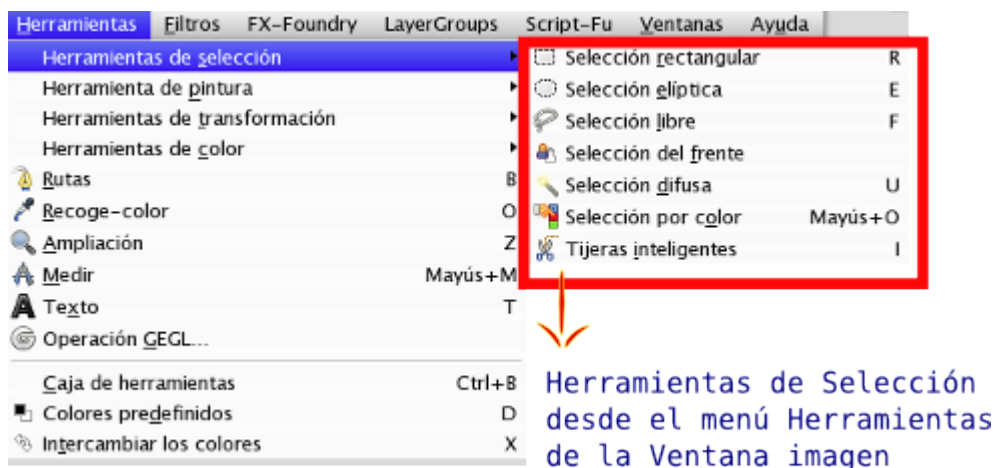 Herramientas Filtros FX-Foundry LayerGroups Script-Fu Ventanas Ayuda
Herramientas de selección
Herramienta de pintura
Herramientas de transformación
Herramientas de color
Rutas B
Recoge-color O
Ampliación Z
Medir Mayús+M
Texto T
Operación GEGL...
Caja de herramientas Ctrl+B
Colores predefinidos D
Intercambiar los colores X
Selección rectangular R
Selección elíptica E
Selección libre F
Selección del frente
Selección difusa U
Selección por color Mayús+O
Tijeras inteligentes I
Herramientas de Selección
desde el menú Herramientas
de la Ventana imagen